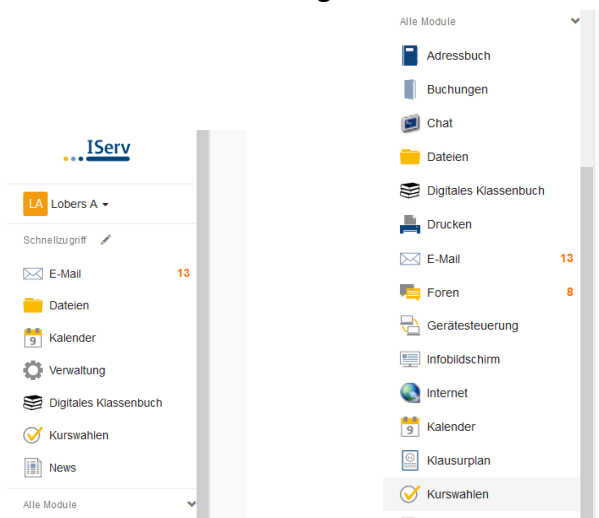 IServ
LA Lobers A
Schnellzugriff
E-Mail 13
Dateien
9 Kalender
Verwaltung
Digitales Klassenbuch
Kurswahlen
News
Alle Module
Alle Module
Adressbuch
Buchungen
Chat
Dateien
Digitales Klassenbuch
Drucken
E-Mail 13
Foren 8
Gerätesteuerung
Infobildschirm
Internet
9 Kalender
Klausurplan
Kurswahlen